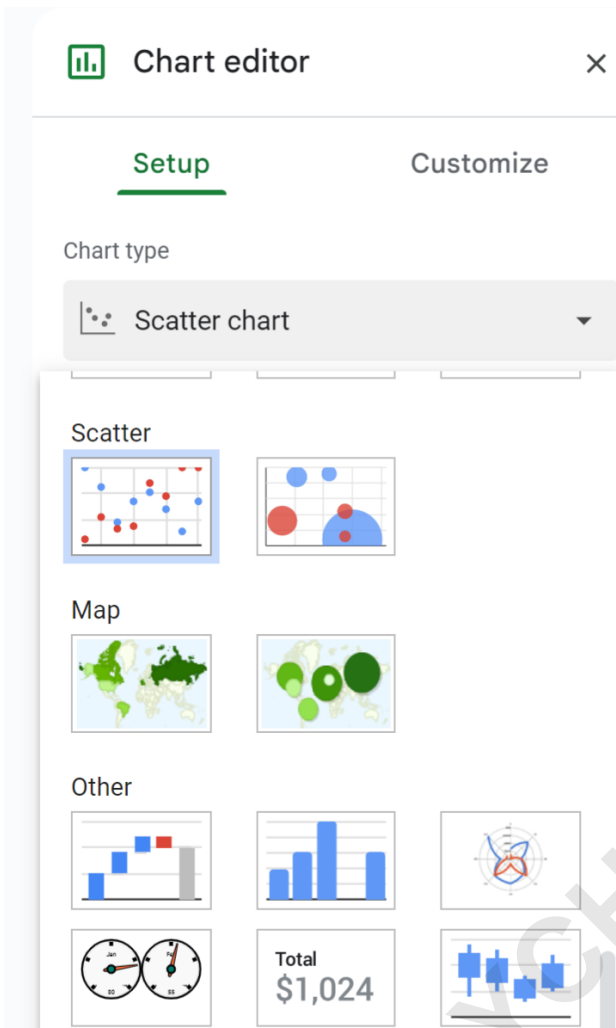 Chart editor
Setup Customize
Chart type
Scatter chart
Scatter
Map
Other
Total
$1,024